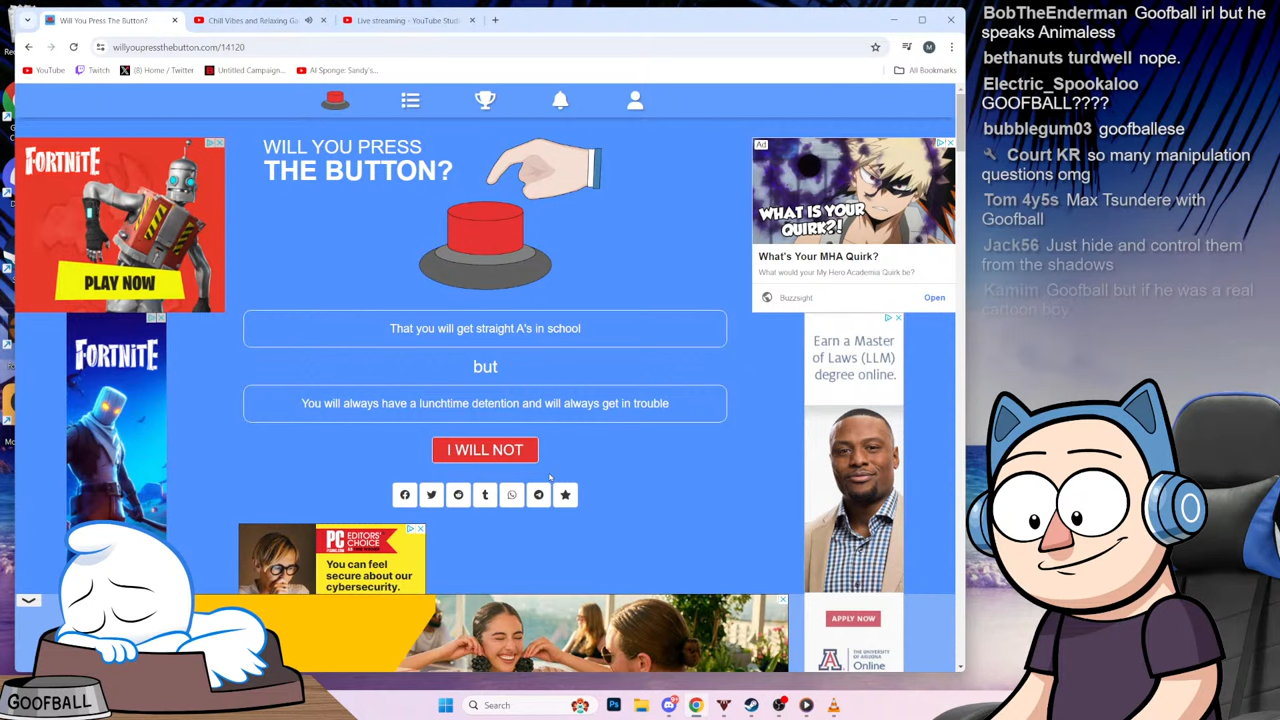 Will You Press The Button?
Chill Vibes and Relaxing Ga
Live streaming - YouTube Stud
willyoupressthebutton.com/14120
M
YouTube
Twitch
(8) Home / Twitter
Untitled Campaign...
AI Sponge: Sandy's...
All Bookmarks
WILL YOU PRESS
THE BUTTON?
FORTNITE
PLAY NOW
Ad
WHAT IS YOUR
QUIRK?!
What's Your MHA Quirk?
What would your My Hero Academia Quirk be?
Buzzsight
Open
That you will get straight A's in school
but
You will always have a lunchtime detention and will always get in trouble
I WILL NOT
FORTNITE
Earn a Master
of Laws (LLM)
degree online.
APPLY NOW
THE UNIVERSITY
OF ARIZONA
Online
PC
EDITORS'
CHOICE
You can feel
secure about our
cybersecurity.
GOOFBALL
Search
Ps
BobTheEnderman Goofball irl but he
speaks Animaless
bethanuts turdwell nope.
Electric_Spookaloo
GOOFBALL????
bubblegum03 goofballese
Court KR so many manipulation
questions omg
Tom 4y5s Max Tsundere with
Goofball
Jack56 Just hide and control them
from the shadows
Kamim Goofball but if he was a real
cartoon boy